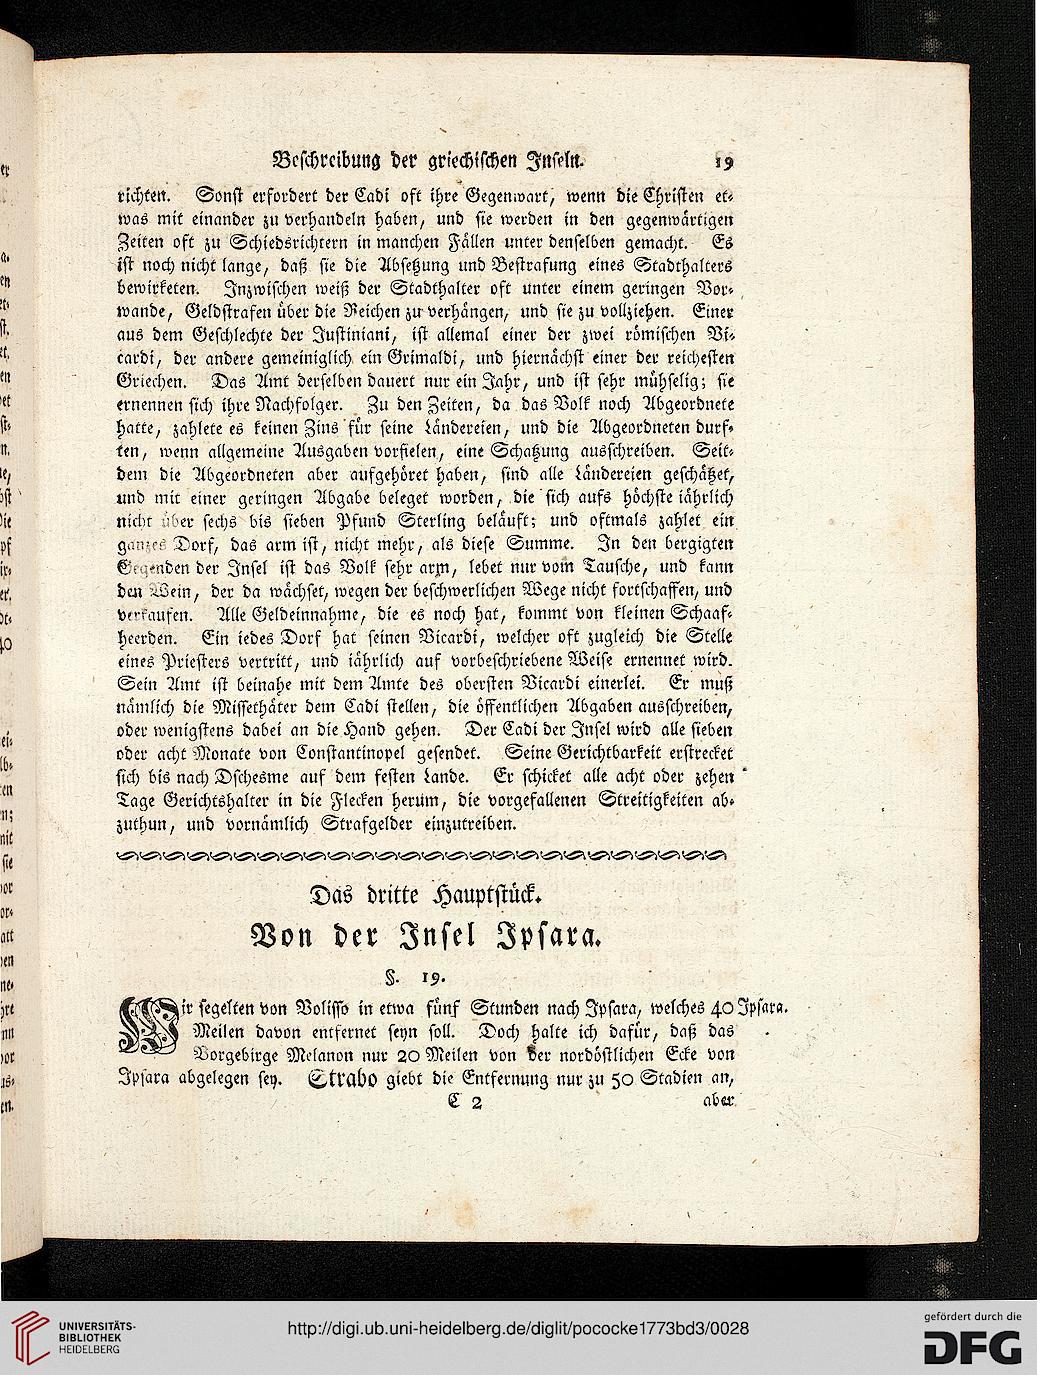 Beschreibung der griechischen Inseln. 19
richten. Sonst erfordert der Cadi oft ihre Gegenwart, wenn die Christen et-
was mit einander zu verhandeln haben, und sie werden in den gegenwärtigen
Zeiten oft zu Schiedsrichtern in manchen Fällen unter denselben gemacht. Es
ist noch nicht lange, daß sie die Absetzung und Bestrafung eines Stadthalters
bewirketen. Inzwischen weiß der Stadthalter oft unter einem geringen Vor-
wande, Geldstrafen über die Reichen zu verhängen, und sie zu vollziehen. Einer
aus dem Geschlechte der Justiniani, ist allemal einer der zwei römischen Vi-
cardi, der andere gemeiniglich ein Grimaldi, und hiernächst einer der reichesten
Griechen. Das Amt derselben dauert nur ein Jahr, und ist sehr mühselig; sie
ernennen sich ihre Nachfolger. Zu den Zeiten, da das Volk noch Abgeordnete
hatte, zahlete es keinen Zins für seine Ländereien, und die Abgeordneten durf-
ten, wenn allgemeine Ausgaben vorfielen, eine Schatzung ausschreiben. Seit-
dem die Abgeordneten aber aufgehöret haben, sind alle Ländereien geschätzet,
und mit einer geringen Abgabe beleget worden, die sich aufs höchste jährlich
nicht über sechs bis sieben Pfund Sterling beläuft; und oftmals zahlet ein
ganzes Dorf, das arm ist, nicht mehr, als diese Summe. In den bergigten
Gegenden der Insel ist das Volk sehr arm, lebet nur vom Tausche, und kann
den Wein, der da wächset, wegen der beschwerlichen Wege nicht fortschaffen, und
verkaufen. Alle Geldeinnahme, die es noch hat, kommt von kleinen Schaaf-
heerden. Ein jedes Dorf hat seinen Vicardi, welcher oft zugleich die Stelle
eines Priesters vertritt, und jährlich auf vorbeschriebene Weise ernennet wird.
Sein Amt ist beinahe mit dem Amte des obersten Vicardi einerlei. Er muß
nämlich die Missethäter dem Cadi stellen, die öffentlichen Abgaben ausschreiben,
oder wenigstens dabei an die Hand gehen. Der Cadi der Insel wird alle sieben
oder acht Monate von Constantinopel gesendet. Seine Gerichtbarkeit erstrecket
sich bis nach Dschesme auf dem festen Lande. Er schicket alle acht oder zehen
Tage Gerichtshalter in die Flecken herum, die vorgefallenen Streitigkeiten ab-
zuthun, und vornämlich Strafgelder einzutreiben.
Das dritte Hauptstück.
Von der Insel Ipsara.
§. 19.
Wir segelten von Volisso in etwa fünf Stunden nach Ipsara, welches 40 Ipsara.
Meilen davon entfernet seyn soll. Doch halte ich dafür, daß das
Vorgebirge Melanon nur 20 Meilen von der nordöstlichen Ecke von
Ipsara abgelegen sey. Strabo giebt die Entfernung nur zu 50 Stadien an,
C 2 aber
UNIVERSITÄTS-
BIBLIOTHEK
HEIDELBERG
http://digi.ub.uni-heidelberg.de/diglit/pococke1773bd3/0028
gefördert durch die
DFG